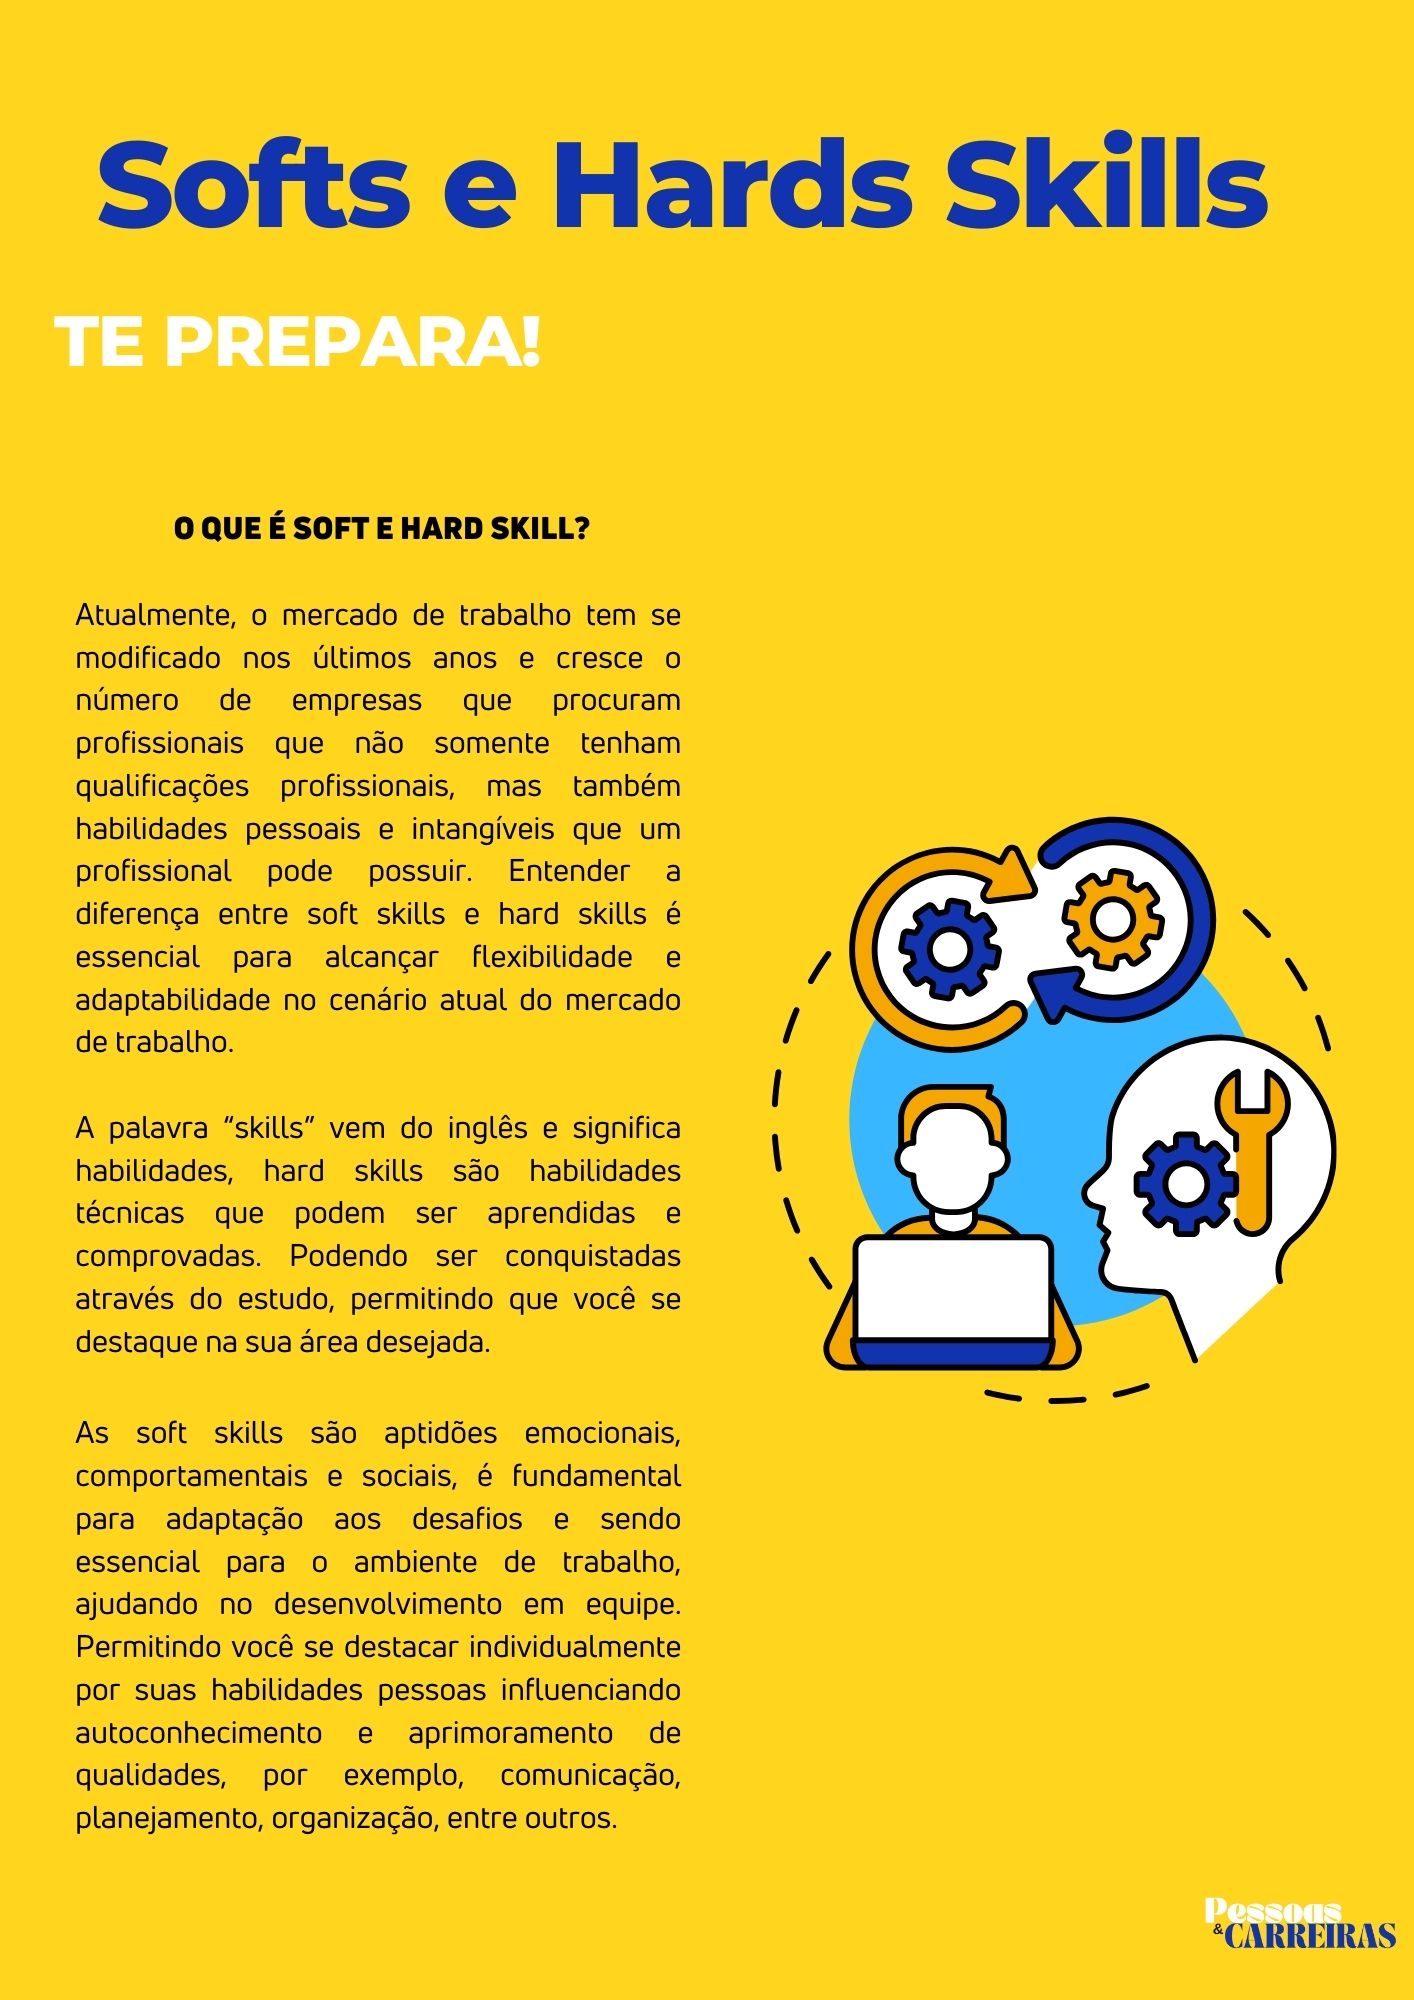 Softs e Hards Skills
TE PREPARA!
O QUE É SOFT E HARD SKILL?
Atualmente, o mercado de trabalho tem se
modificado nos últimos anos e cresce o
número de empresas que procuram
profissionais que não somente tenham
qualificações profissionais, mas também
habilidades pessoais e intangíveis que um
profissional pode possuir. Entender a
diferença entre soft skills e hard skills é
essencial para alcançar flexibilidade e
adaptabilidade no cenário atual do mercado
de trabalho.
A palavra “skills” vem do inglês e significa
habilidades, hard skills são habilidades
técnicas que podem ser aprendidas e
comprovadas. Podendo ser conquistadas
através do estudo, permitindo que você se
destaque na sua área desejada.
As soft skills são aptidões emocionais,
comportamentais e sociais, é fundamental
para adaptação aos desafios e sendo
essencial para o ambiente de trabalho,
ajudando no desenvolvimento em equipe.
Permitindo você se destacar individualmente
por suas habilidades pessoas influenciando
autoconhecimento e aprimoramento de
qualidades, por exemplo, comunicação,
planejamento, organização, entre outros.
Pessoas
&CARREIRAS